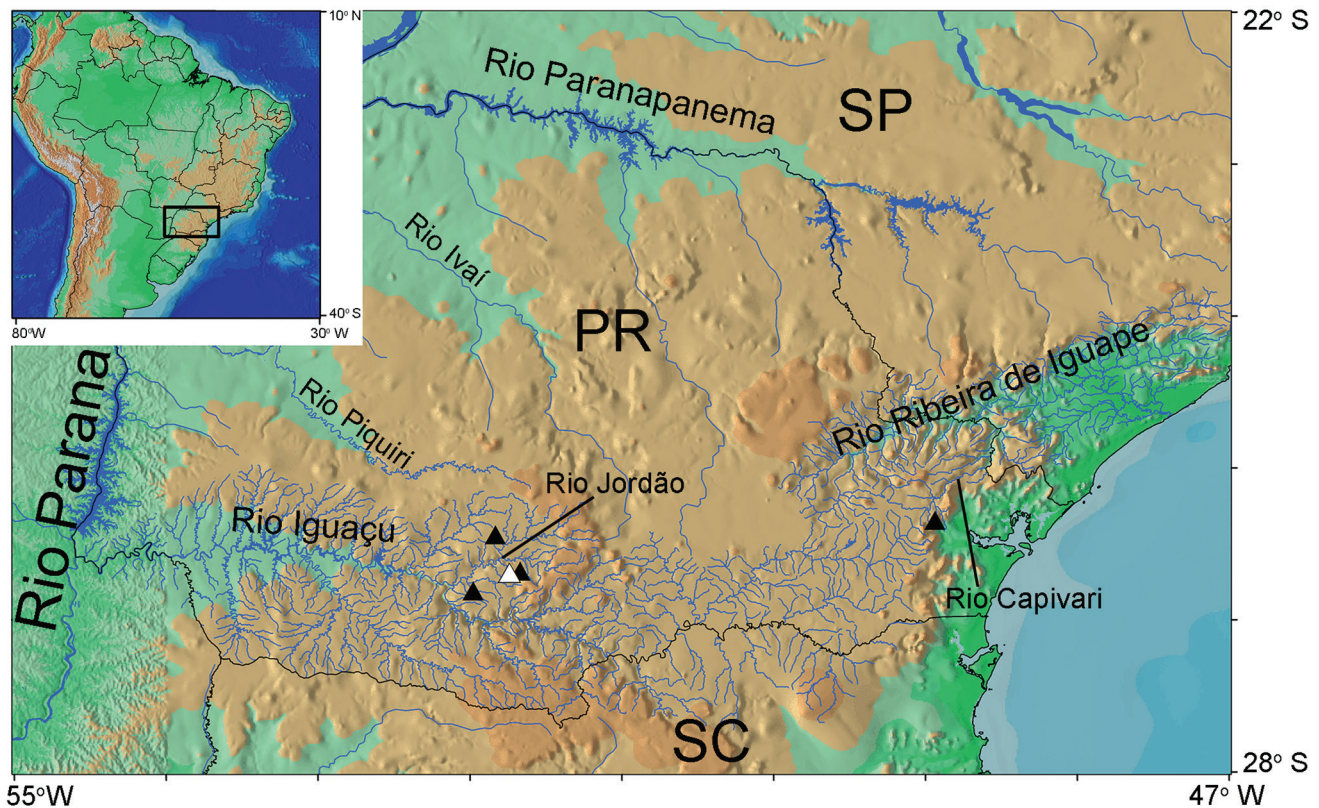 10° N
22° S
Rio Paranapanema
SP
Rio Ivaí
40° S
80°W
30° W
PR
Rio Ribeira de Iguape
Rio Parana
Rio Piquiri
Rio Jordão
Rio Iguaçu
Rio Capivari
SC
28° S
55°W
47° W